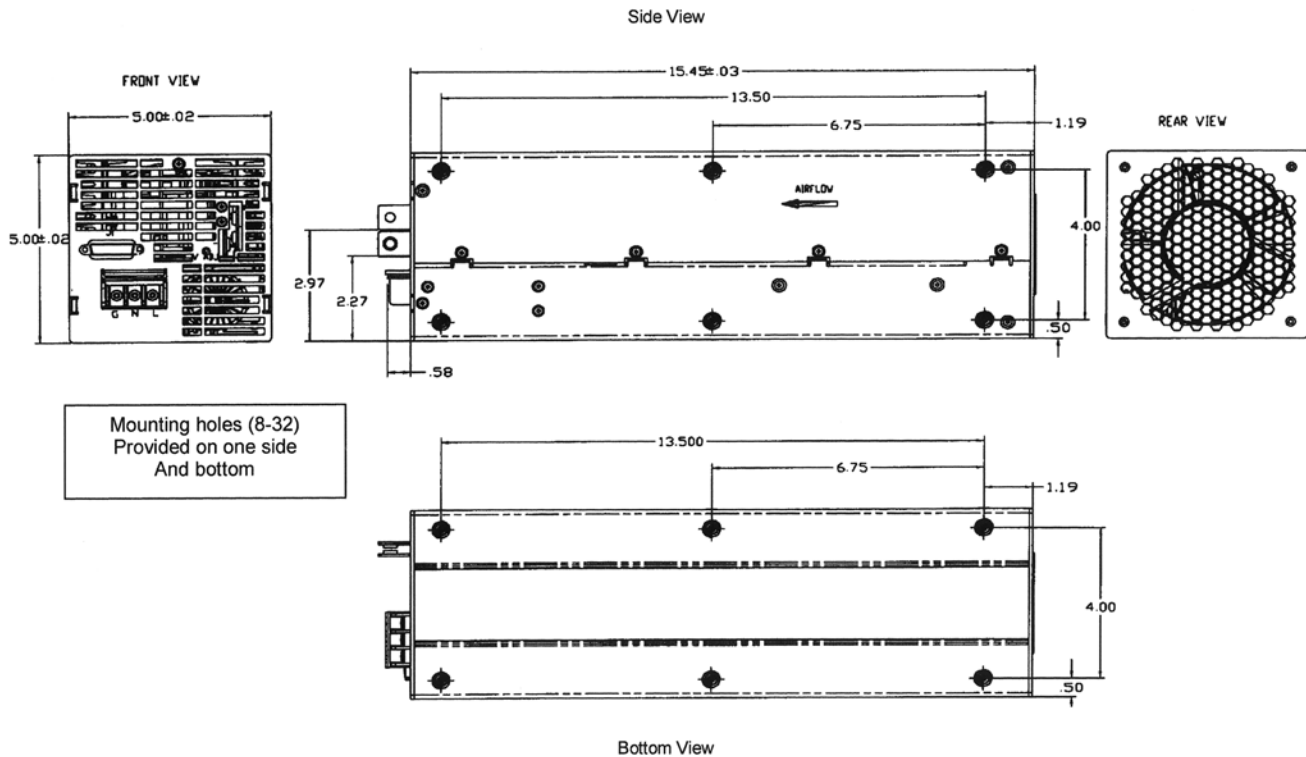 Side View
FRONT VIEW
5.00±.02
5.00±.02
G N L
15.45±.03
13.50
6.75
1.19
AIRFLOW
4.00
2.97
2.27
.50
.58
REAR VIEW
Mounting holes (8-32)
Provided on one side
And bottom
13.500
6.75
1.19
4.00
.50
Bottom View